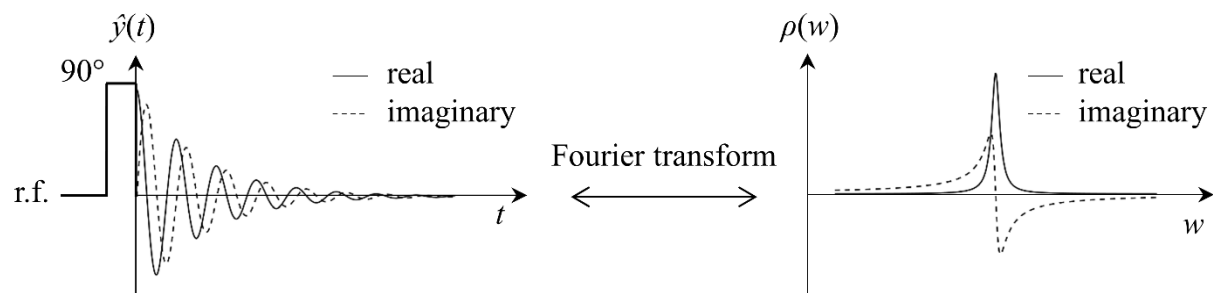 ŷ(t)
90°
real
imaginary
r.f.
t
Fourier transform
ρ(w)
real
imaginary
w